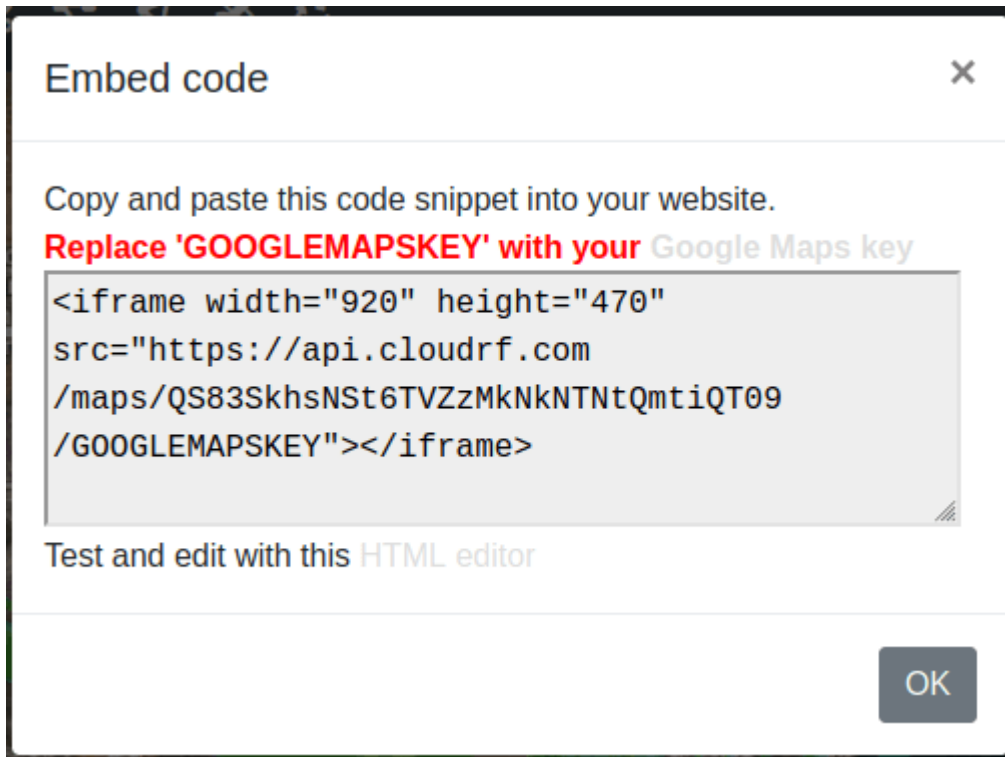 Embed code ×
Copy and paste this code snippet into your website.
Replace 'GOOGLEMAPSKEY' with your Google Maps key
<iframe width="920" height="470"
src="https://api.cloudrf.com
/maps/QS83SkhsNSt6TVZzMkNkNTNtQmtiQT09
/GOOGLEMAPSKEY"></iframe>
Test and edit with this HTML editor
OK